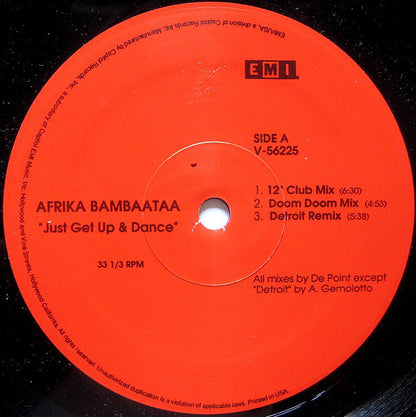 EMI
SIDE A
V-56225
1. 12' Club Mix (6:30)
2. Doom Doom Mix (4:53)
3. Detroit Remix (5:38)
AFRIKA BAMBAATAA
"Just Get Up & Dance"
33 1/3 RPM
All mixes by De Point except
"Detroit" by A. Gemolotto
EMI/USA, a division of Capitol Records Inc. Manufactured by Capitol Records, Inc., a subsidiary of Capitol EMI Music, Inc. Hollywood and Vine Streets, Hollywood California. All rights reserved. Unauthorized duplication is a violation of applicable laws. Printed in USA.